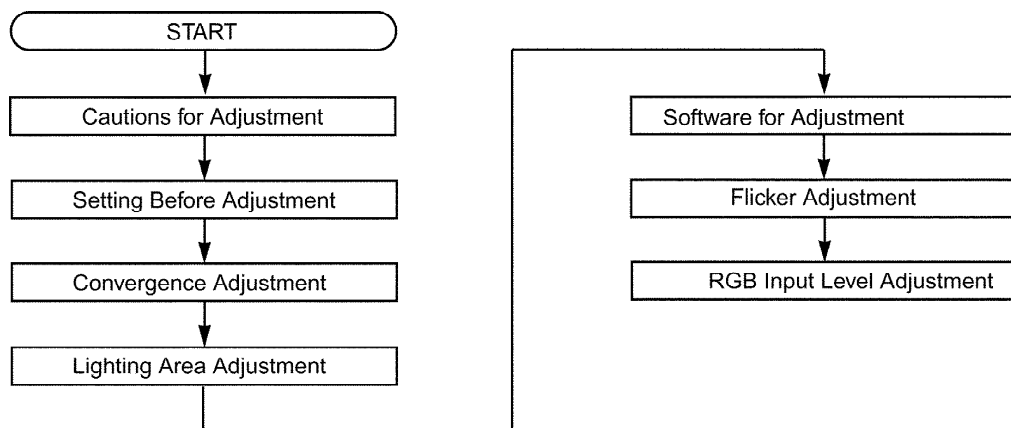 START
Cautions for Adjustment
Setting Before Adjustment
Convergence Adjustment
Lighting Area Adjustment
Software for Adjustment
Flicker Adjustment
RGB Input Level Adjustment